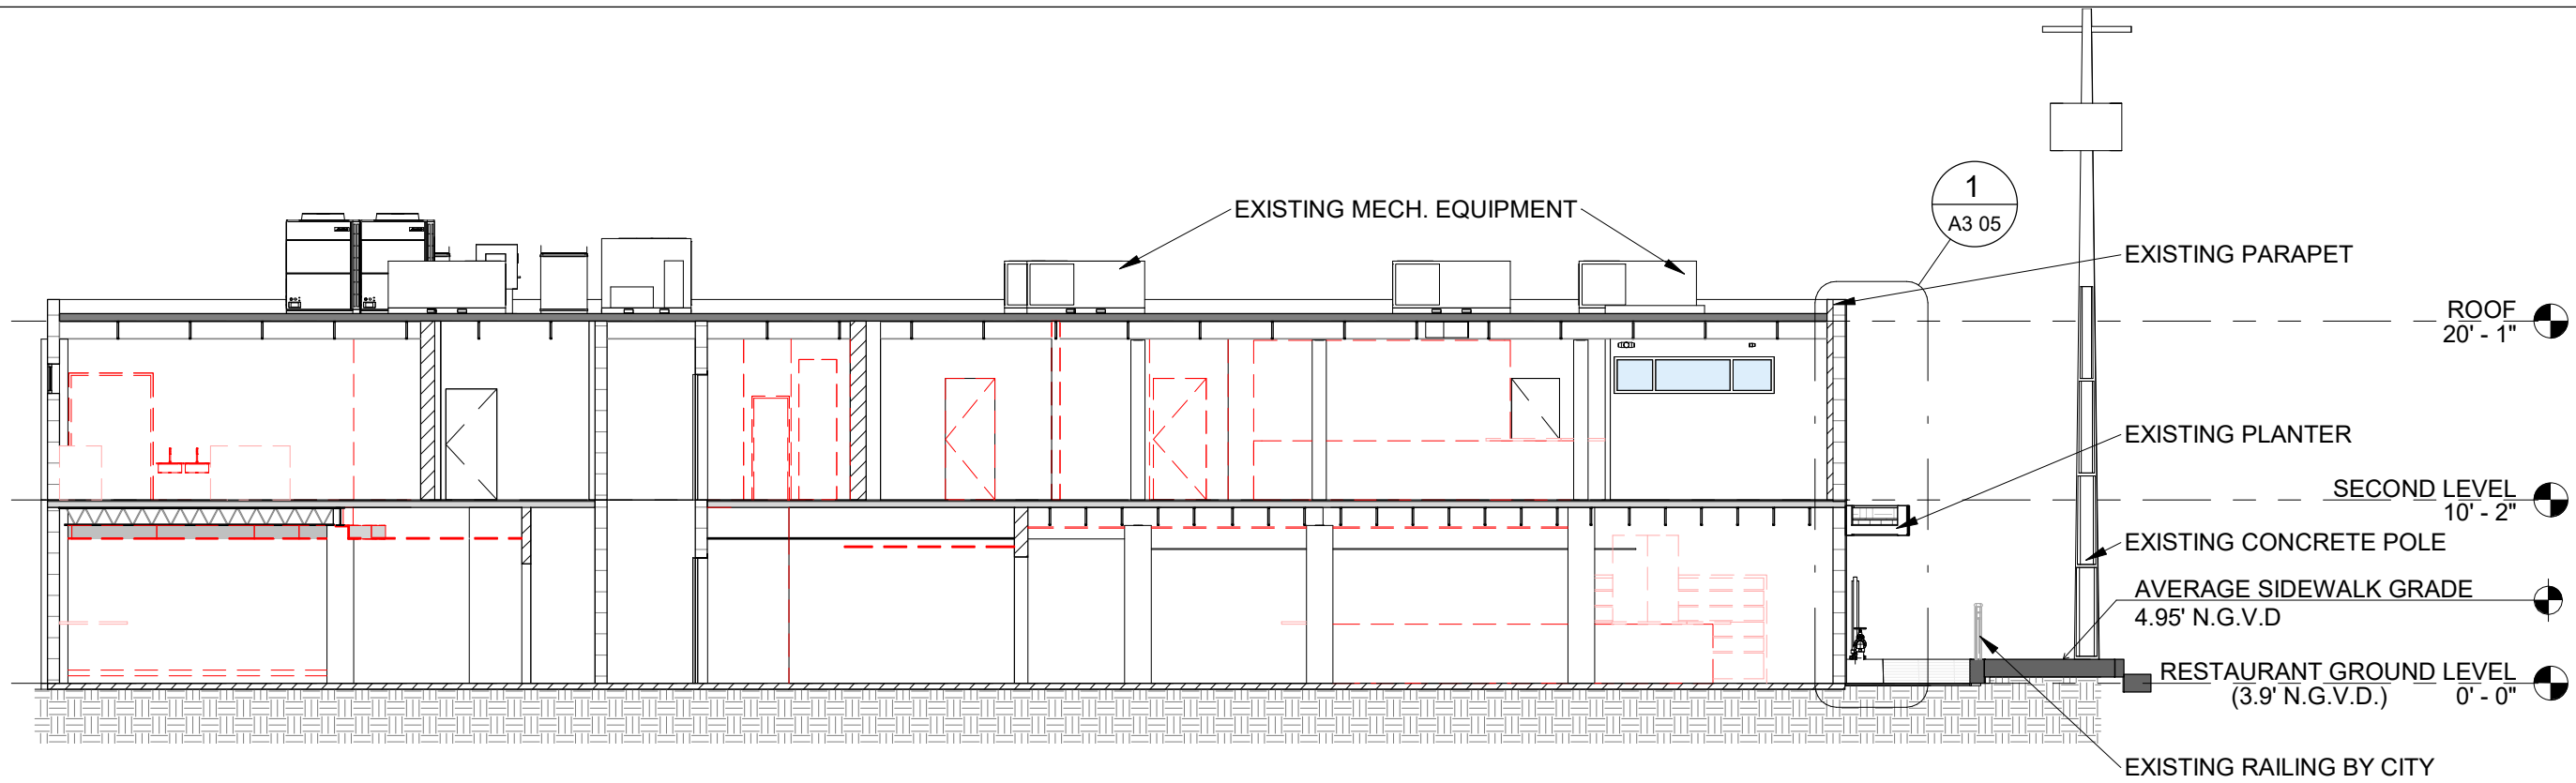 1
A3 05
EXISTING MECH. EQUIPMENT
EXISTING PARAPET
ROOF
20' - 1"
EXISTING PLANTER
SECOND LEVEL
10' - 2"
EXISTING CONCRETE POLE
AVERAGE SIDEWALK GRADE
4.95' N.G.V.D
RESTAURANT GROUND LEVEL
(3.9' N.G.V.D.) 0' - 0"
EXISTING RAILING BY CITY